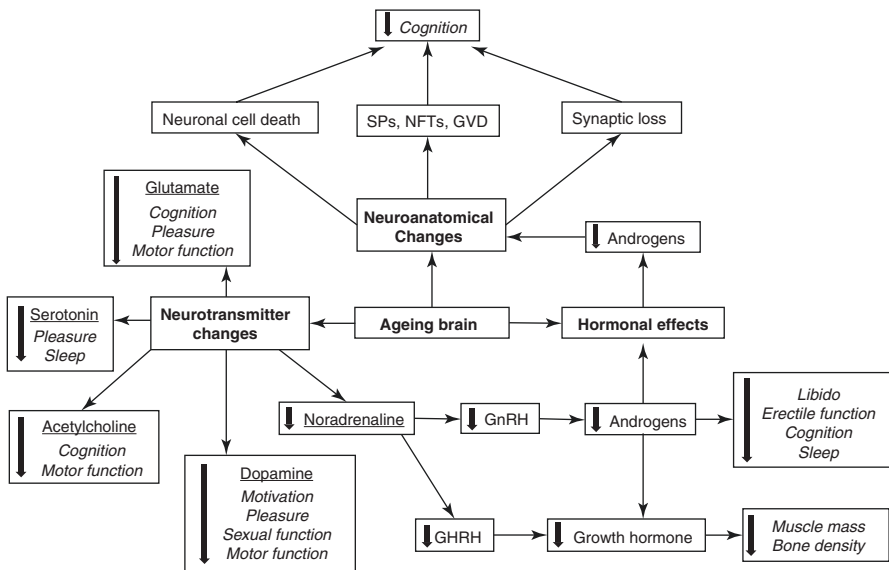 Cognition
Neuronal cell death
SPs, NFTs, GVD
Synaptic loss
Glutamate
Cognition
Pleasure
Motor function
Neuroanatomical
Changes
Androgens
Serotonin
Pleasure
Sleep
Neurotransmitter
changes
Ageing brain
Hormonal effects
Acetylcholine
Cognition
Motor function
Noradrenaline
GnRH
Androgens
Libido
Erectile function
Cognition
Sleep
Dopamine
Motivation
Pleasure
Sexual function
Motor function
GHRH
Growth hormone
Muscle mass
Bone density